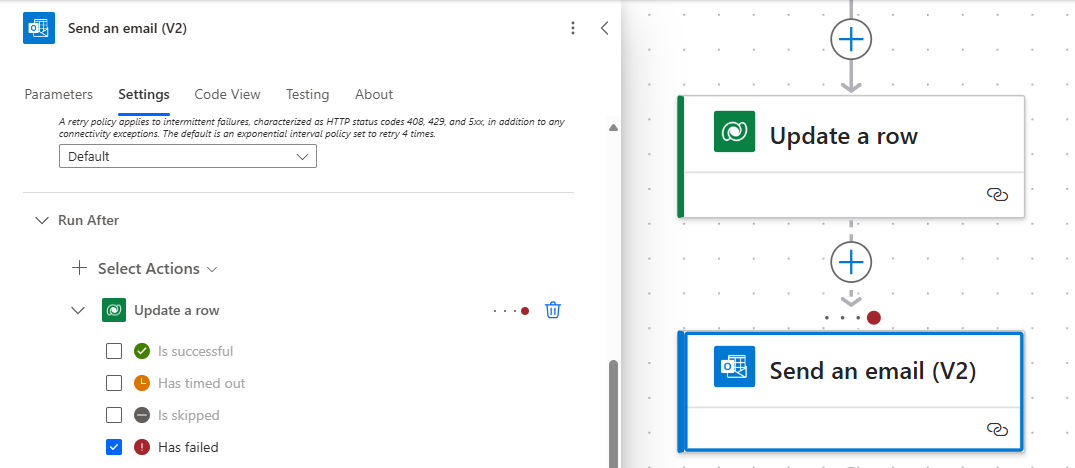 Send an email (V2)
Parameters Settings Code View Testing About
A retry policy applies to intermittent failures, characterized as HTTP status codes 408, 429, and 5xx, in addition to any
connectivity exceptions. The default is an exponential interval policy set to retry 4 times.
Default
Run After
Select Actions
Update a row
Is successful
Has timed out
Is skipped
Has failed
Update a row
Send an email (V2)